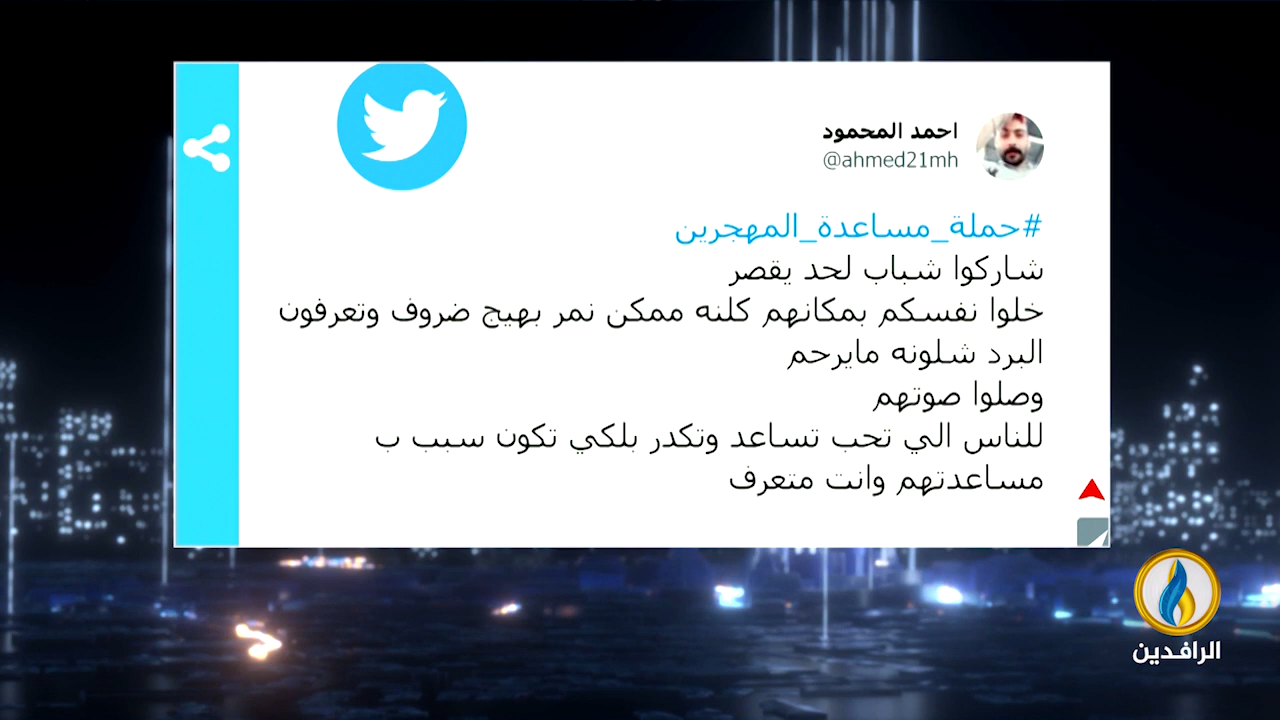 احمد المحمود
@ahmed21mh
#حملة_مساعدة_المهجرين
شاركوا شباب لحد يقصر
خلوا نفسكم بمكانهم كلنه ممكن نمر بهيج ضروف وتعرفون
البرد شلونه مايرحم
وصلوا صوتهم
للناس الي تحب تساعد وتكدر بلكي تكون سبب ب
مساعدتهم وانت متعرف
الرافدين